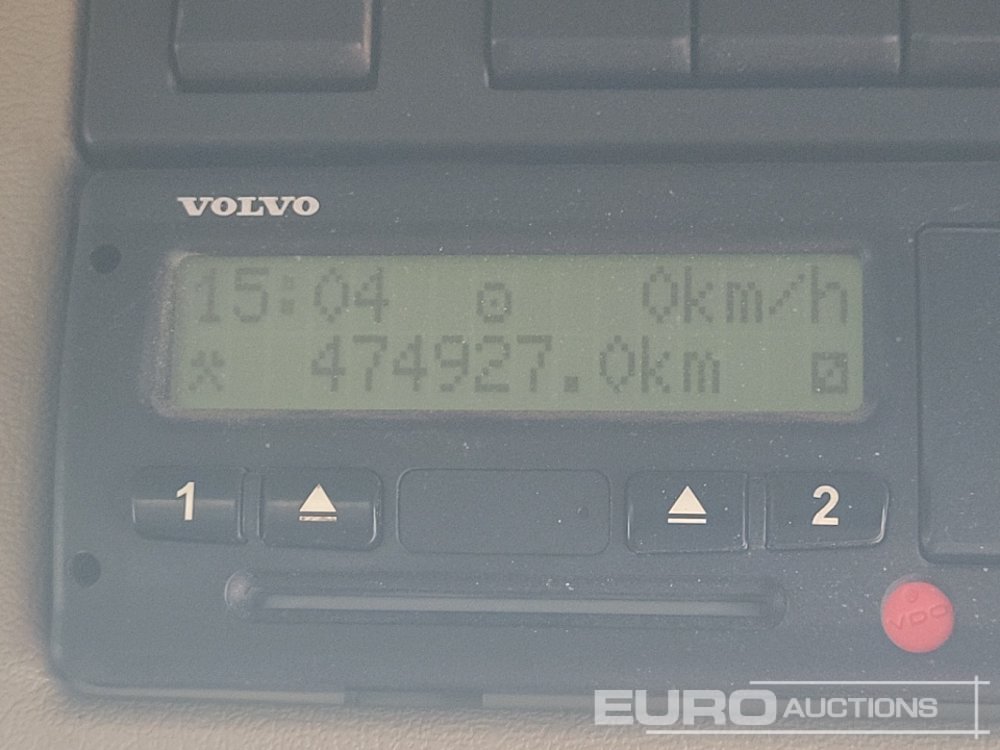 VOLVO
15:04 0km/h
474927.0km
1 2
VDO
EURO AUCTIONS